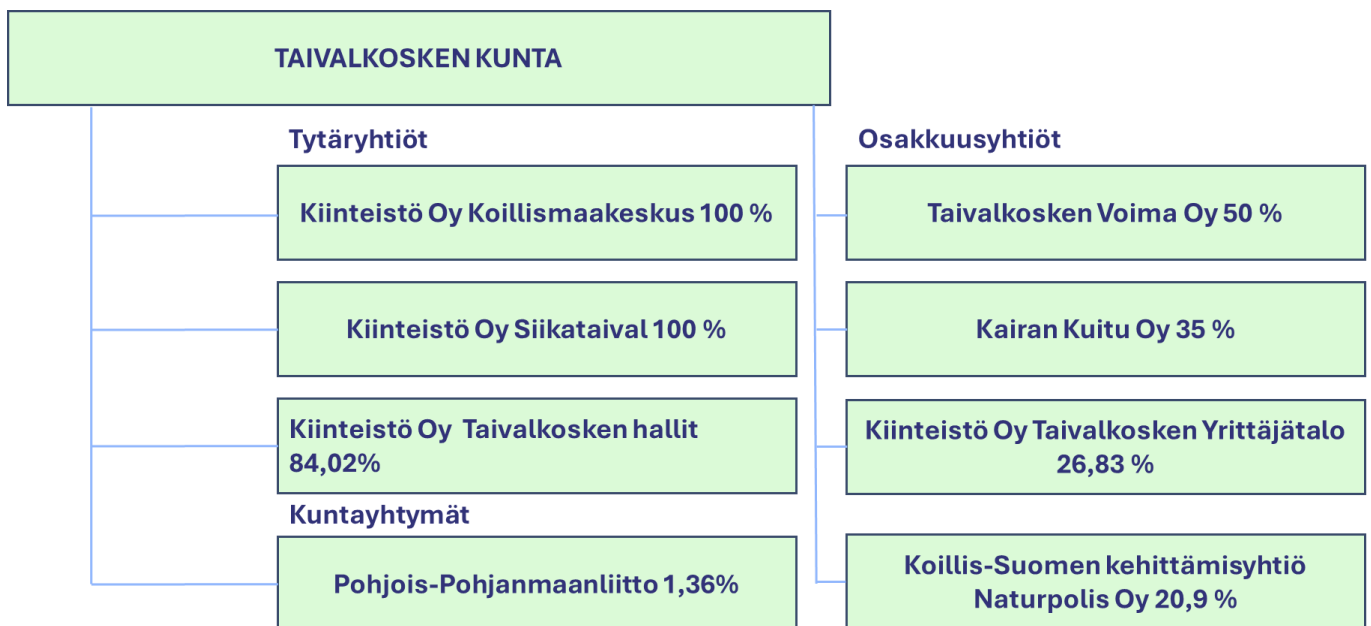 TAIVALKOSKEN KUNTA
Tytäryhtiöt
Kiinteistö Oy Koillismaakeskus 100 %
Kiinteistö Oy Siikataival 100 %
Kiinteistö Oy Taivalkosken hallit
84,02%
Kuntayhtymät
Pohjois-Pohjanmaanliitto 1,36%
Osakkuusyhtiöt
Taivalkosken Voima Oy 50 %
Kairan Kuitu Oy 35 %
Kiinteistö Oy Taivalkosken Yrittäjätalo
26,83 %
Koillis-Suomen kehittämisyhtiö
Naturpolis Oy 20,9 %